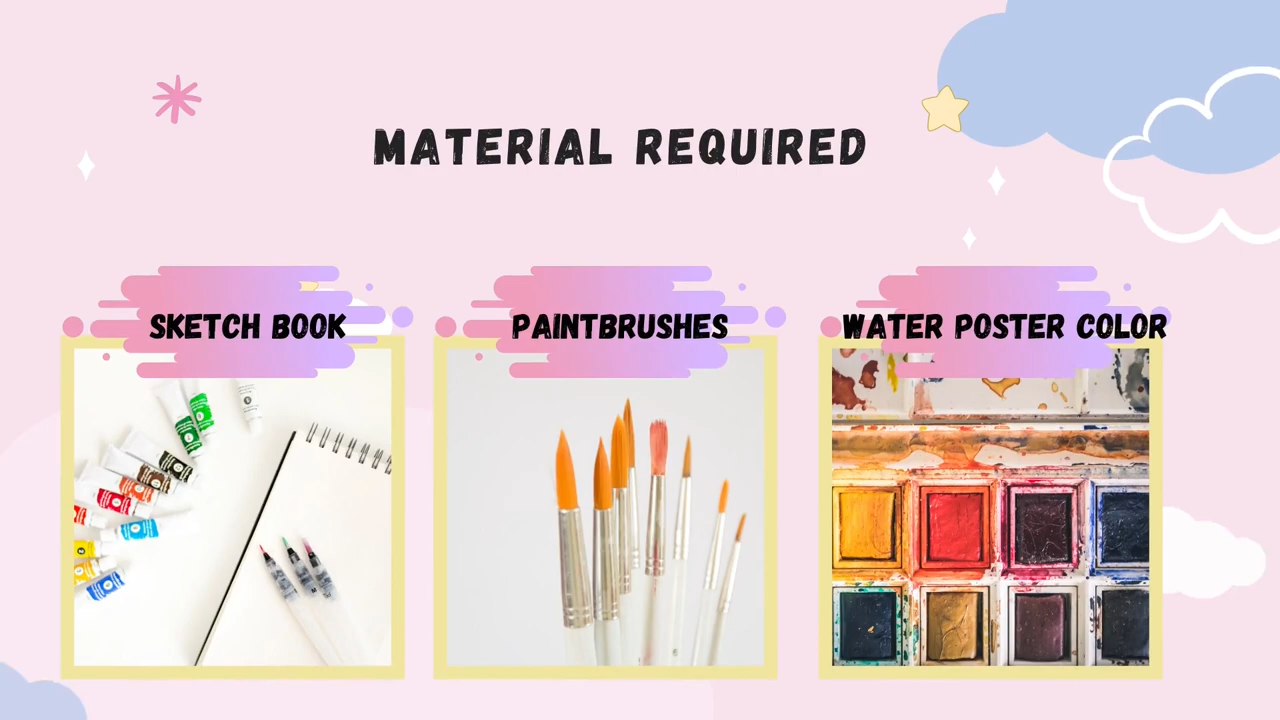 MATERIAL REQUIRED
SKETCH BOOK
PAINTBRUSHES
WATER POSTER COLOR